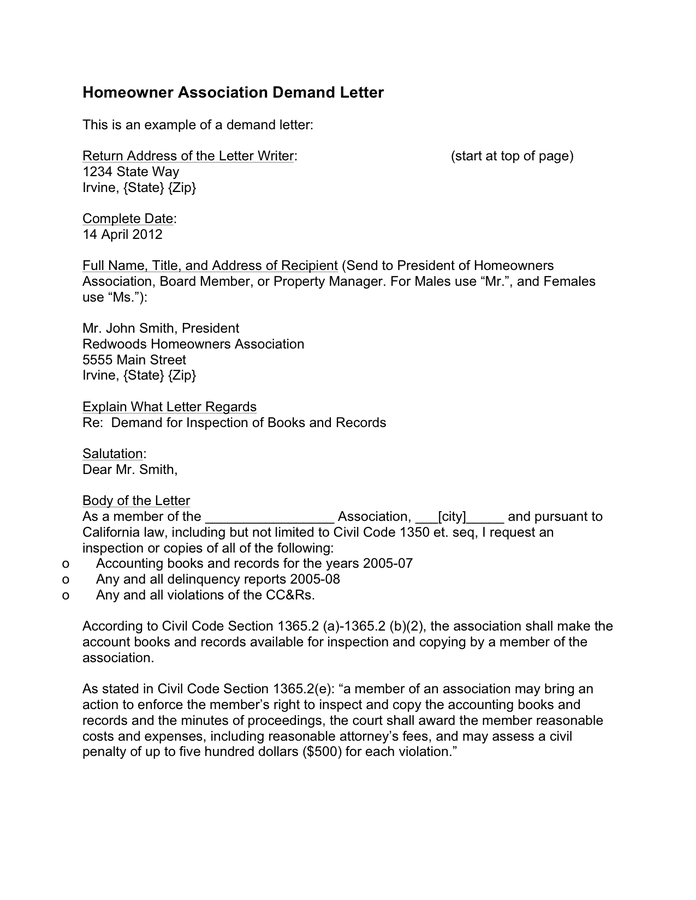 Homeowner Association Demand Letter
This is an example of a demand letter:
Return Address of the Letter Writer: (start at top of page)
1234 State Way
Irvine, {State} {Zip}
Complete Date:
14 April 2012
Full Name, Title, and Address of Recipient (Send to President of Homeowners
Association, Board Member, or Property Manager. For Males use “Mr.”, and Females
use “Ms.”):
Mr. John Smith, President
Redwoods Homeowners Association
5555 Main Street
Irvine, {State} {Zip}
Explain What Letter Regards
Re:  Demand for Inspection of Books and Records
Salutation:
Dear Mr. Smith,
Body of the Letter
As a member of the _________________ Association, ___[city]_____ and pursuant to
California law, including but not limited to Civil Code 1350 et. seq, I request an
inspection or copies of all of the following:
o Accounting books and records for the years 2005-07
o Any and all delinquency reports 2005-08
o Any and all violations of the CC&Rs.
According to Civil Code Section 1365.2 (a)-1365.2 (b)(2), the association shall make the
account books and records available for inspection and copying by a member of the
association.
As stated in Civil Code Section 1365.2(e): “a member of an association may bring an
action to enforce the member’s right to inspect and copy the accounting books and
records and the minutes of proceedings, the court shall award the member reasonable
costs and expenses, including reasonable attorney’s fees, and may assess a civil
penalty of up to five hundred dollars ($500) for each violation.”